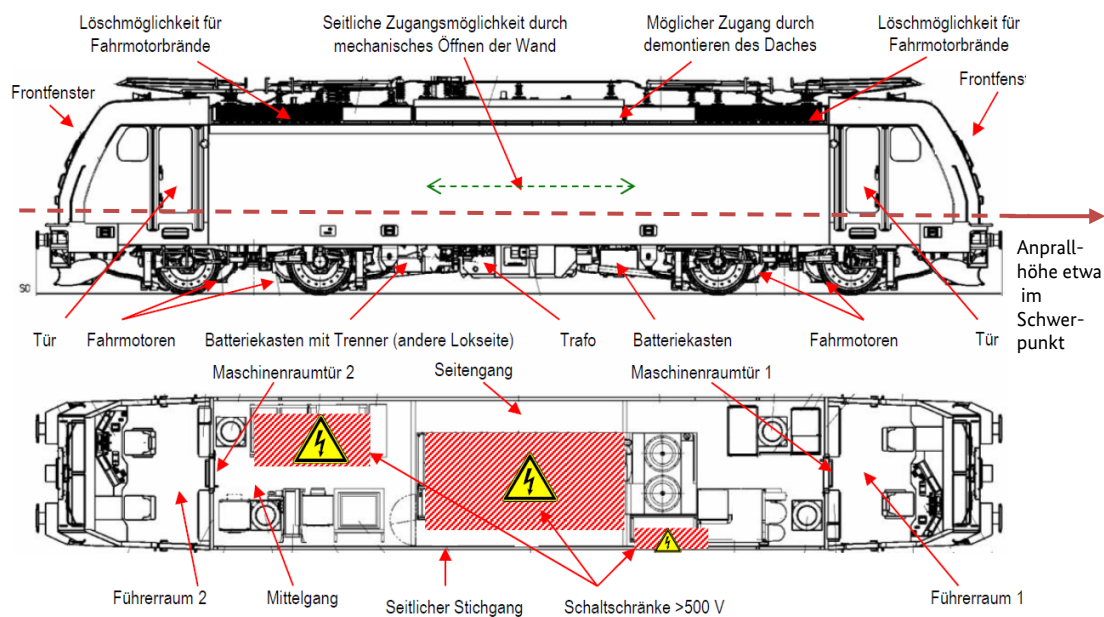 Löschmöglichkeit für
Fahrmotorbrände
Seitliche Zugangsmöglichkeit durch
mechanisches Öffnen der Wand
Möglicher Zugang durch
demontieren des Daches
Löschmöglichkeit für
Fahrmotorbrände
Frontfenster
Frontfens
SO
Anprall-
höhe etwa
im
Schwer-
punkt
Tür
Fahrmotoren
Batteriekasten mit Trenner (andere Lokseite)
Trafo
Batteriekasten
Fahrmotoren
Tür
Maschinenraumtür 2
Seitengang
Maschinenraumtür 1
Führerraum 2
Mittelgang
Seitlicher Stichgang
Schaltschränke >500 V
Führerraum 1